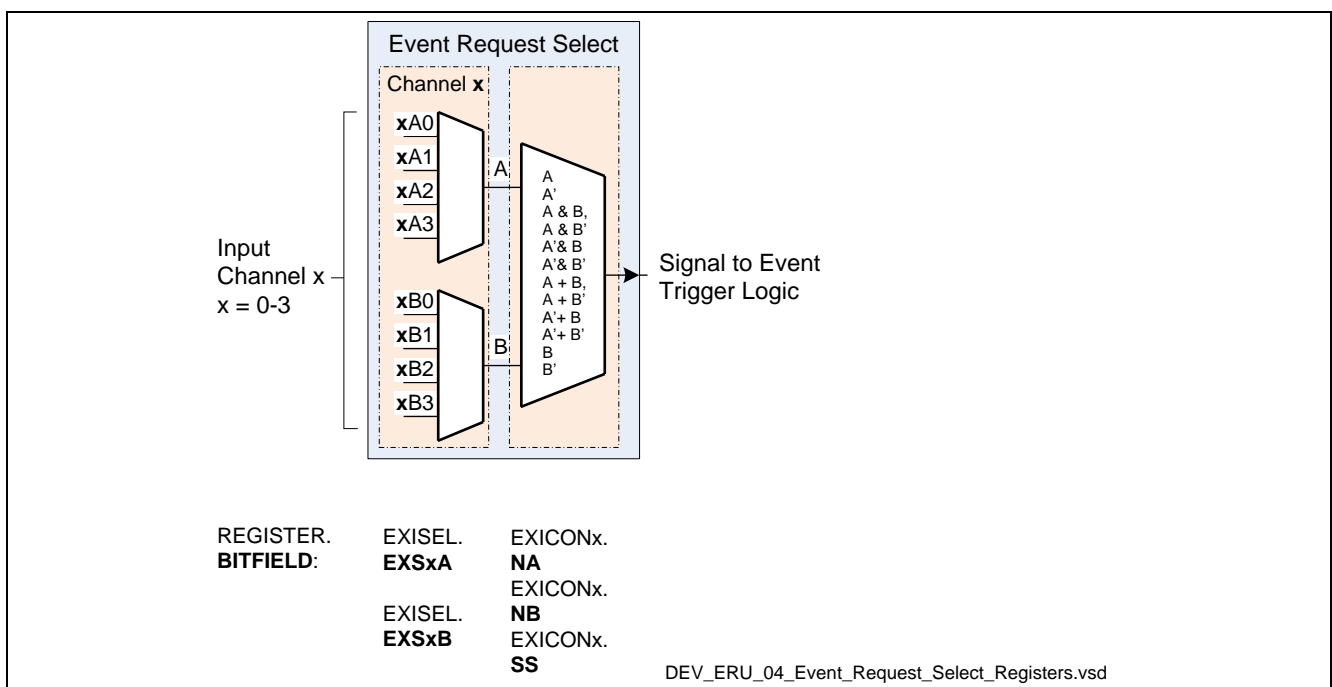 Event Request Select
Channel x
xA0
xA1
xA2
xA3
A
xB0
xB1
xB2
xB3
B
A
A’
A & B,
A & B’
A’& B
A’& B’
A + B,
A + B’
A’+ B
A’+ B’
B
B’
Input
Channel x
x = 0-3
Signal to Event
Trigger Logic
REGISTER.
BITFIELD:
EXISEL.
EXSxA
EXISEL.
EXSxB
EXICONx.
NA
EXICONx.
NB
EXICONx.
SS
DEV_ERU_04_Event_Request_Select_Registers.vsd